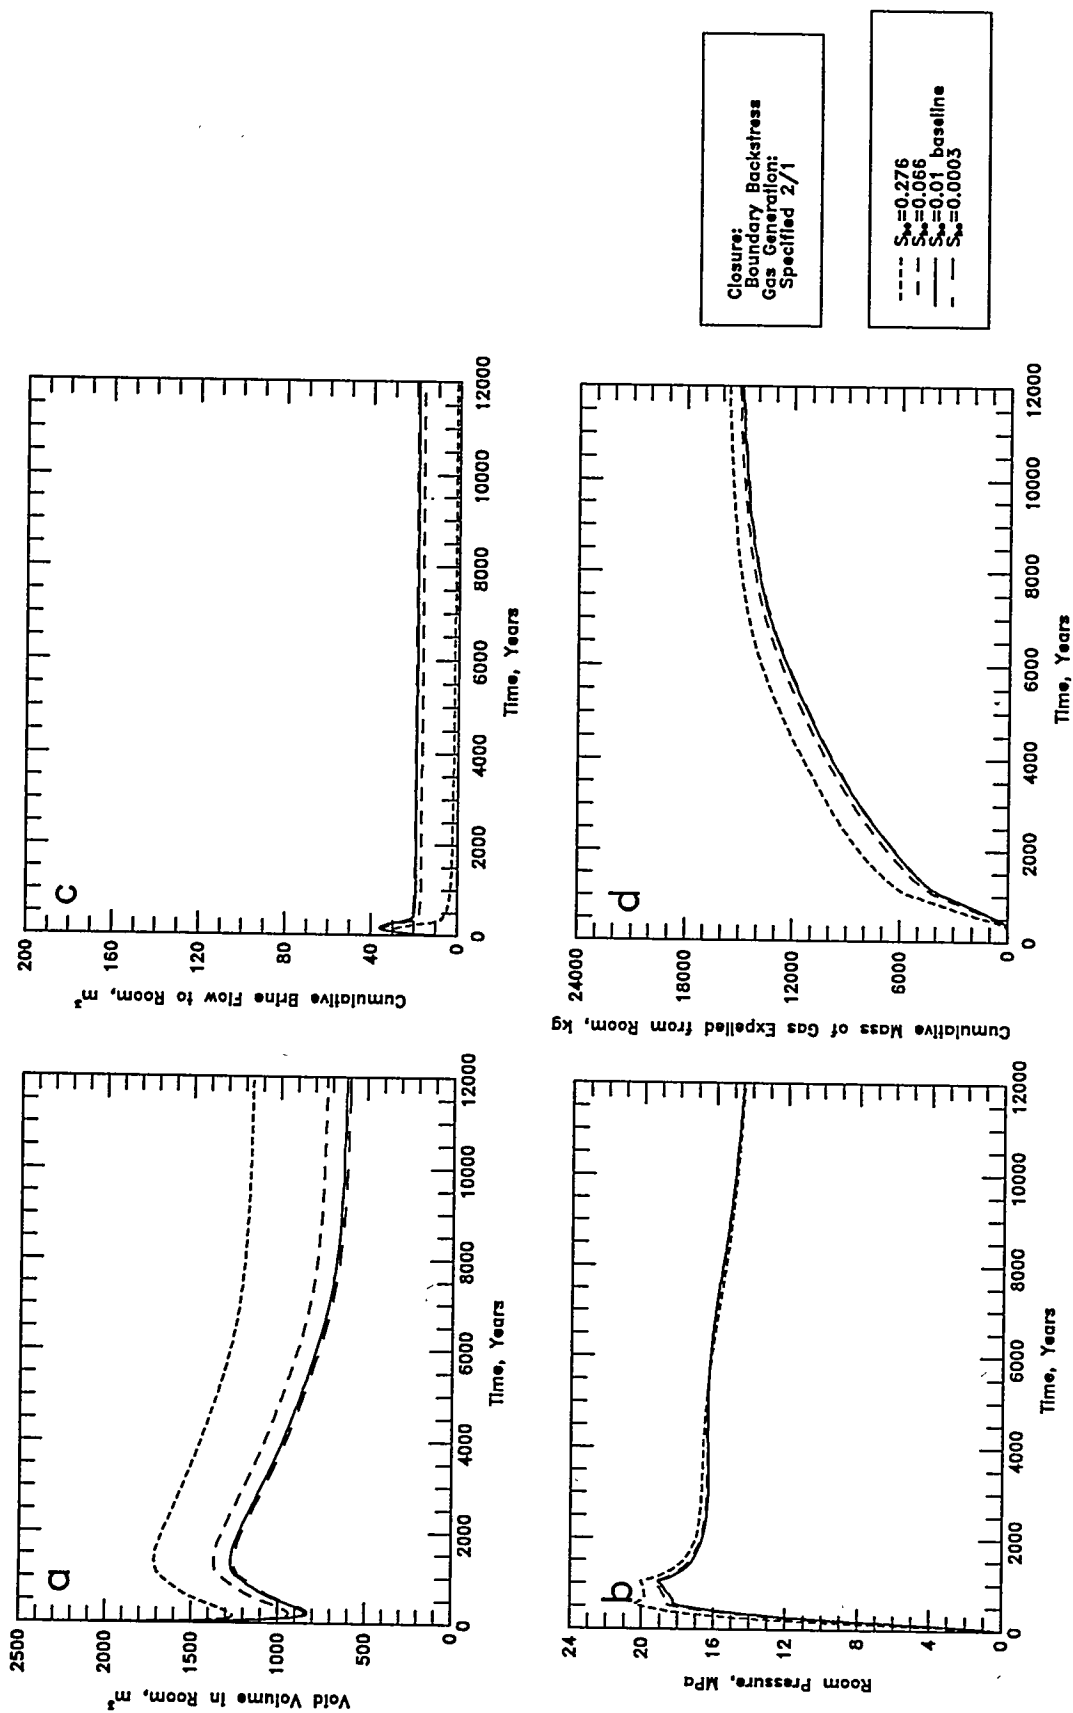 a
2500
2000
1500
1000
500
0
Void Volume in Room, m³
0
2000
4000
6000
8000
10000
12000
Time, Years
c
200
160
120
80
40
0
Cumulative Brine Flow to Room, m³
0
2000
4000
6000
8000
10000
12000
Time, Years
b
24
20
16
12
8
4
0
Room Pressure, MPa
0
2000
4000
6000
8000
10000
12000
Time, Years
d
24000
18000
12000
6000
0
Cumulative Mass of Gas Expelled from Room, kg
0
2000
4000
6000
8000
10000
12000
Time, Years
Closure:
Boundary Backstress
Gas Generation:
Specified 2/1
S_bo=0.276
S_bo=0.066
S_bo=0.01 baseline
S_bo=0.0003